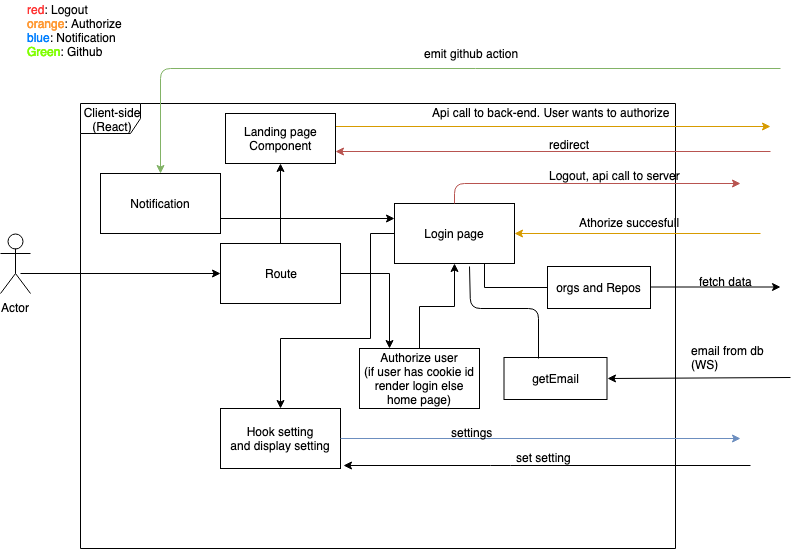 red: Logout
orange: Authorize
blue: Notification
Green: Github
emit github action
Client-side
(React)
Landing page
Component
Api call to back-end. User wants to authorize
redirect
Logout, api call to server
Notification
Login page
Athorize succesfull
Route
orgs and Repos
fetch data
Actor
Authorize user
(if user has cookie id
render login else
home page)
email from db
(WS)
getEmail
Hook setting
and display setting
settings
set setting